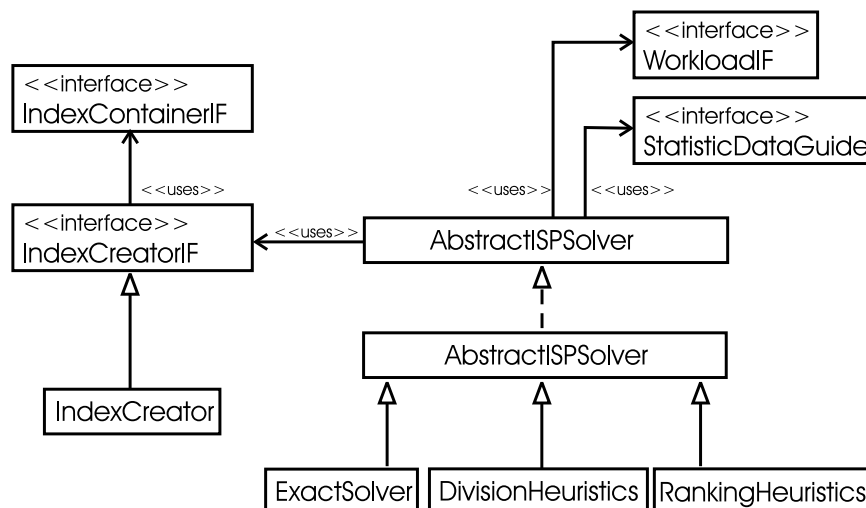 <<interface>>
WorkloadIF
<<interface>>
IndexContainerIF
<<interface>>
StatisticDataGuide
<<uses>>
<<uses>>
<<uses>>
<<interface>>
IndexCreatorIF
<<uses>>
AbstractISPSolver
AbstractISPSolver
IndexCreator
ExactSolver
DivisionHeuristics
RankingHeuristics